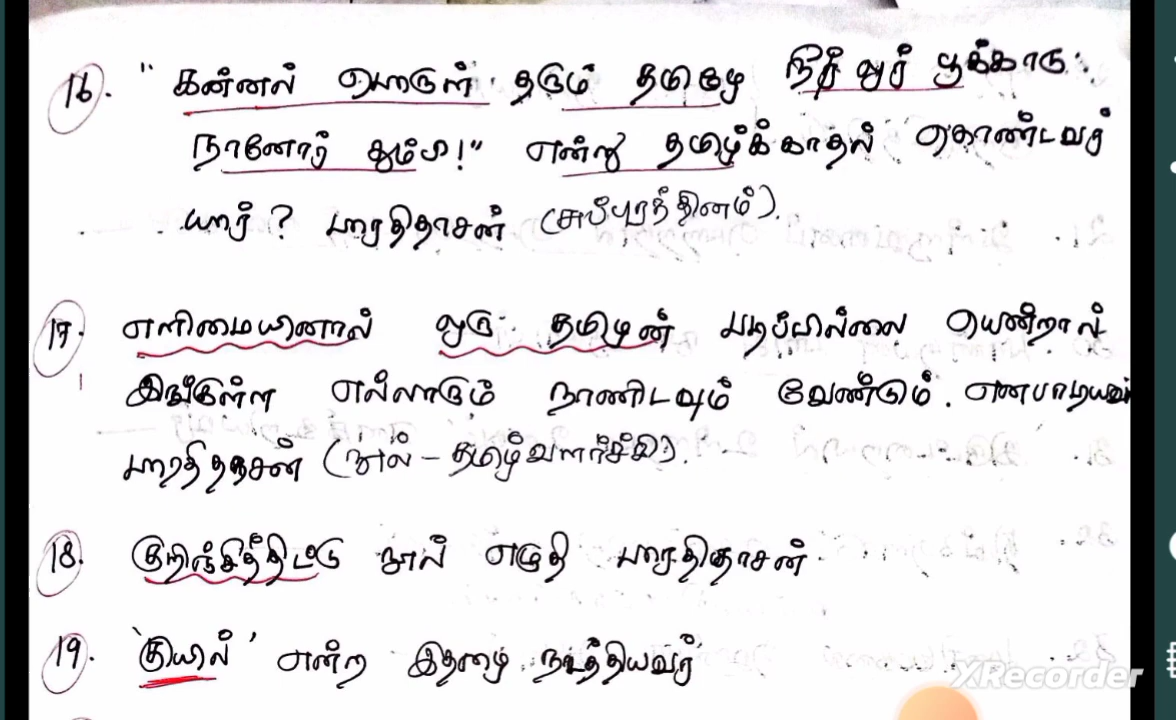 16. "கன்னல் பொருள் தரும் தமிழே நீர் ஓர் பூக்காடு;
நானோர் தும்பி!" என்று தமிழ்க்காதல் கொண்டவர்
யார்? பாரதிதாசன் (சுப்புரத்தினம்).
17. எளிமையினால் ஒரு தமிழன் படிப்பில்லை யென்றால்
இங்குள்ள எல்லாரும் நாணிடவும் வேண்டும். எனபாடியவர்
பாரதிதாசன் (நூல் - தமிழ் வளர்ச்சி).
18. குறிஞ்சித்திட்டு நூல் எழுதி பாரதிதாசன்.
19. 'குயில்' என்ற இதழை நடத்தியவர்
XRecorder